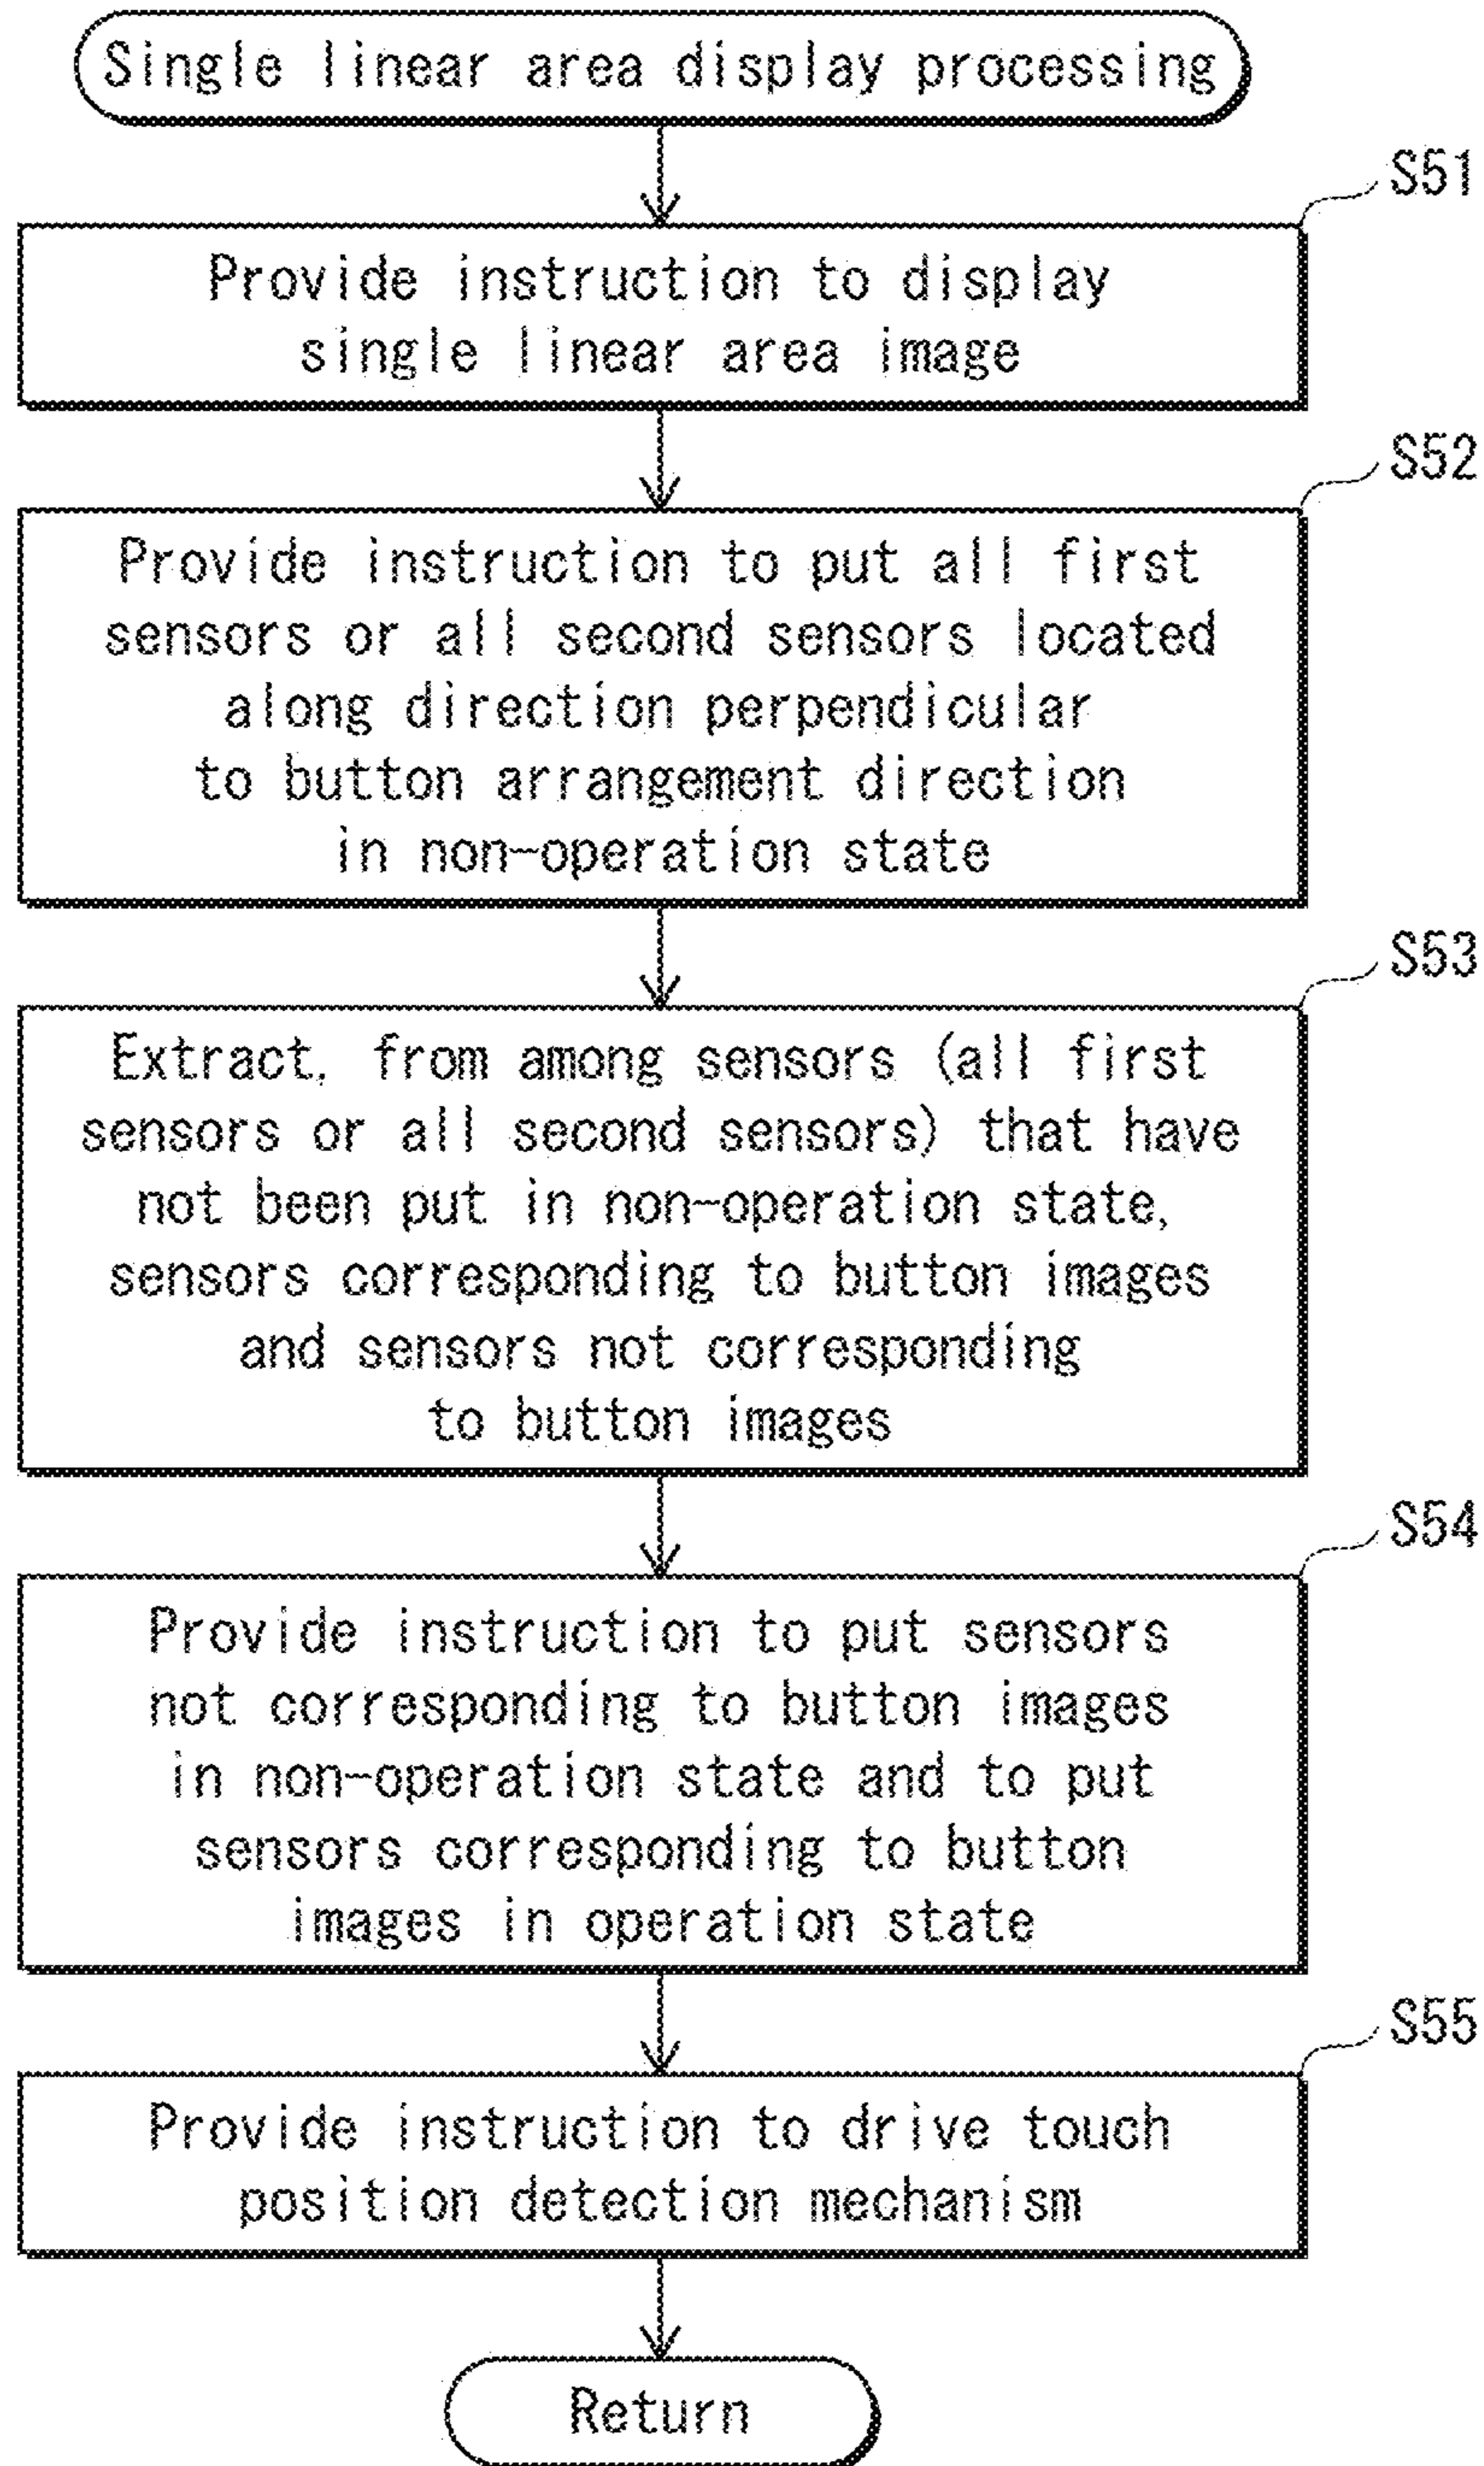 Single linear area display processing
S51
Provide instruction to display
single linear area image
S52
Provide instruction to put all first
sensors or all second sensors located
along direction perpendicular
to button arrangement direction
in non-operation state
S53
Extract, from among sensors (all first
sensors or all second sensors) that have
not been put in non-operation state,
sensors corresponding to button images
and sensors not corresponding
to button images
S54
Provide instruction to put sensors
not corresponding to button images
in non-operation state and to put
sensors corresponding to button
images in operation state
S55
Provide instruction to drive touch
position detection mechanism
Return